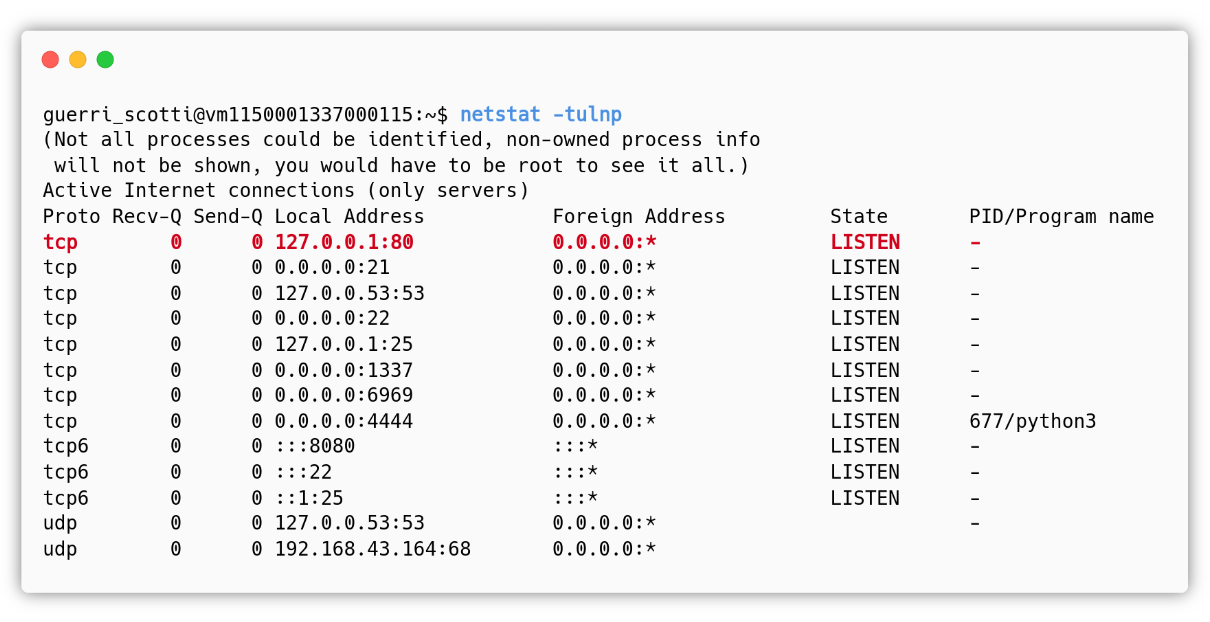 guerri_scotti@vm1150001337000115:~$ netstat -tulnp
(Not all processes could be identified, non-owned process info
 will not be shown, you would have to be root to see it all.)
Active Internet connections (only servers)
Proto Recv-Q Send-Q Local Address           Foreign Address         State       PID/Program name
tcp        0      0 127.0.0.1:80            0.0.0.0:*               LISTEN      -
tcp        0      0 0.0.0.0:21              0.0.0.0:*               LISTEN      -
tcp        0      0 127.0.0.53:53           0.0.0.0:*               LISTEN      -
tcp        0      0 0.0.0.0:22              0.0.0.0:*               LISTEN      -
tcp        0      0 127.0.0.1:25            0.0.0.0:*               LISTEN      -
tcp        0      0 0.0.0.0:1337            0.0.0.0:*               LISTEN      -
tcp        0      0 0.0.0.0:6969            0.0.0.0:*               LISTEN      -
tcp        0      0 0.0.0.0:4444            0.0.0.0:*               LISTEN      677/python3
tcp6       0      0 :::8080                 :::*                    LISTEN      -
tcp6       0      0 :::22                   :::*                    LISTEN      -
tcp6       0      0 ::1:25                  :::*                    LISTEN      -
udp        0      0 127.0.0.53:53           0.0.0.0:*                           -
udp        0      0 192.168.43.164:68       0.0.0.0:*